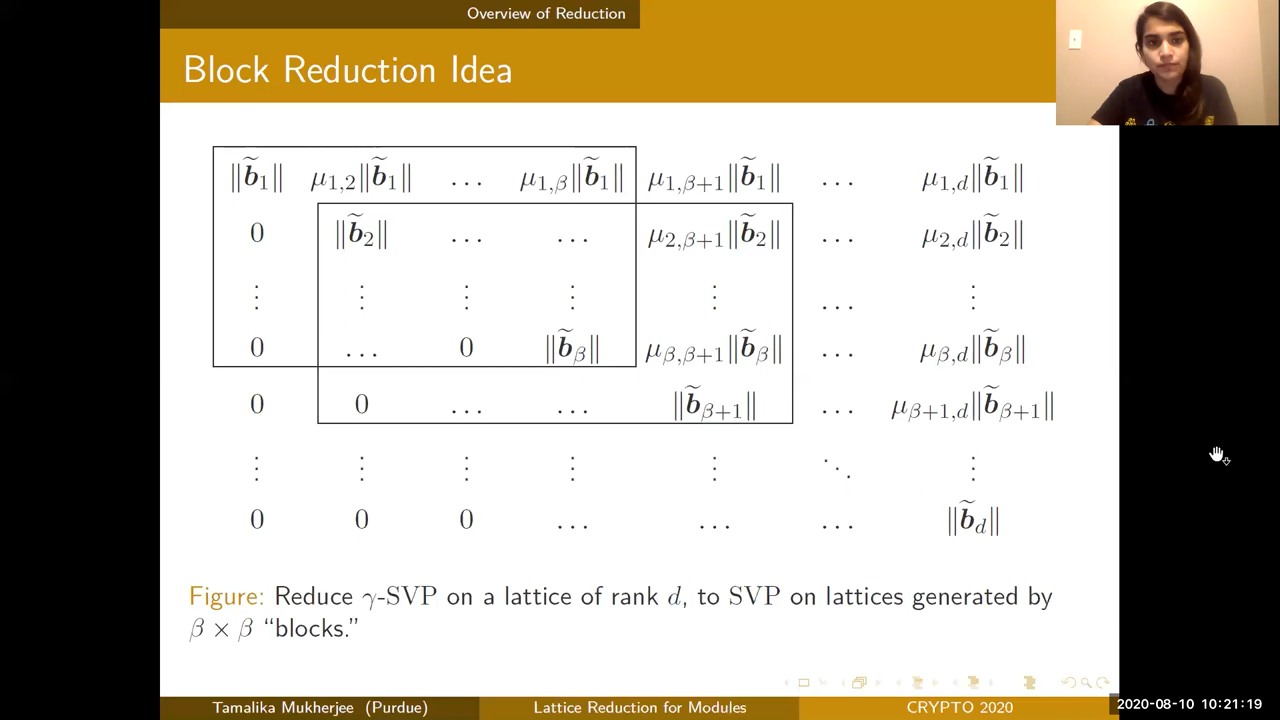 Overview of Reduction
Block Reduction Idea
‖b̃₁‖ μ₁,₂‖b̃₁‖ … μ₁,β‖b̃₁‖ μ₁,β₊₁‖b̃₁‖ … μ₁,d‖b̃₁‖
0 ‖b̃₂‖ … … μ₂,β₊₁‖b̃₂‖ … μ₂,d‖b̃₂‖
⋮ ⋮ ⋮ ⋮ ⋮ … ⋮
0 … 0 ‖b̃β‖ μβ,β₊₁‖b̃β‖ … μβ,d‖b̃β‖
0 0 … … ‖b̃β₊₁‖ … μβ₊₁,d‖b̃β₊₁‖
⋮ ⋮ ⋮ ⋮ ⋮ ⋱ ⋮
0 0 0 … … … ‖b̃d‖
Figure: Reduce γ-SVP on a lattice of rank d, to SVP on lattices generated by
β × β “blocks.”
Tamalika Mukherjee (Purdue) Lattice Reduction for Modules CRYPTO 2020
2020-08-10 10:21:19